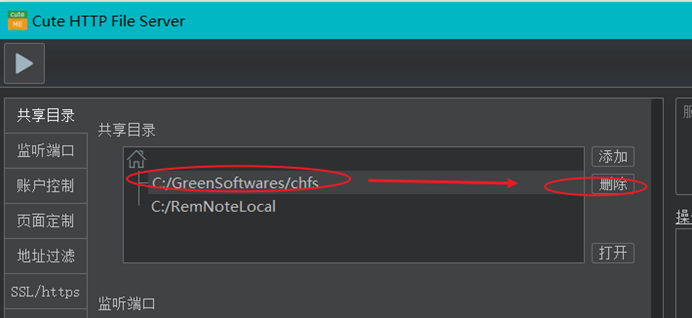 cute
ME
Cute HTTP File Server
共享目录
监听端口
账户控制
页面定制
地址过滤
SSL/https
共享目录
C:/GreenSoftwares/chfs
C:/RemNoteLocal
添加
删除
打开
监听端口
服
操